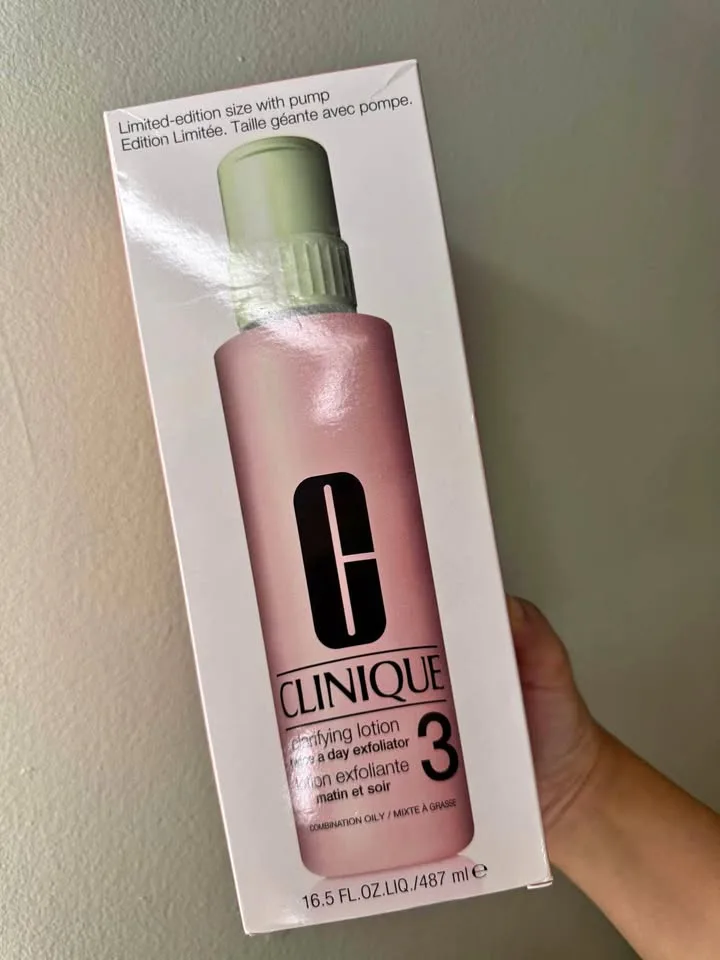 Limited-edition size with pump
Edition Limitée. Taille géante avec pompe.
C
CLINIQUE
clarifying lotion
twice a day exfoliator
3
lotion exfoliante
matin et soir
COMBINATION OILY / MIXTE À GRASSE
16.5 FL.OZ.LIQ./487 ml e